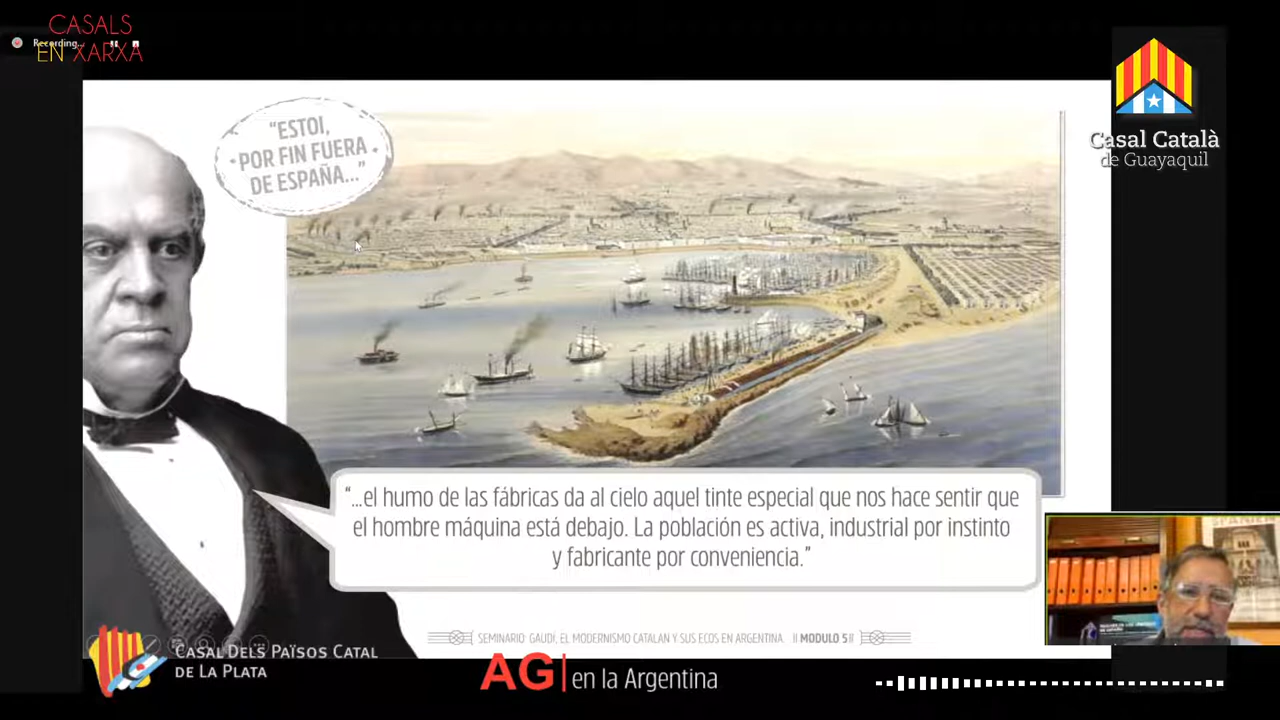 CASALS
EN XARXA
Recording...
Casal Català
de Guayaquil
"ESTOI,
POR FIN FUERA
DE ESPAÑA..."
"...el humo de las fábricas da al cielo aquel tinte especial que nos hace sentir que
el hombre máquina está debajo. La población es activa, industrial por instinto
y fabricante por conveniencia."
SEMINARIO GAUDÍ, EL MODERNISMO CATALAN Y SUS ECOS EN ARGENTINA II MODULO 3
CASAL DELS PAÏSOS CATAL
DE LA PLATA
AG| en la Argentina